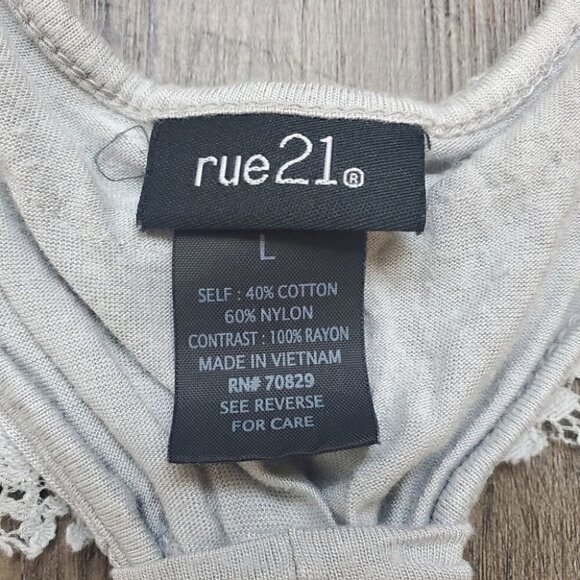 rue21®
L
SELF : 40% COTTON
60% NYLON
CONTRAST : 100% RAYON
MADE IN VIETNAM
RN# 70829
SEE REVERSE
FOR CARE